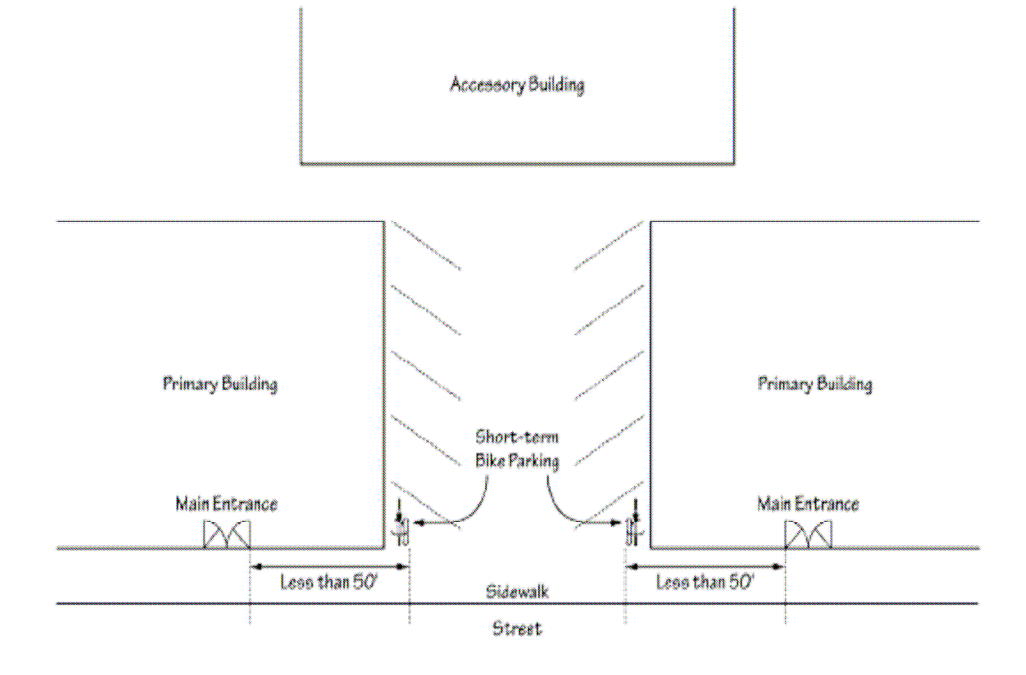 Accessory Building
Primary Building
Primary Building
Short-term
Bike Parking
Main Entrance
Main Entrance
Less than 50'
Less than 50'
Sidewalk
Street